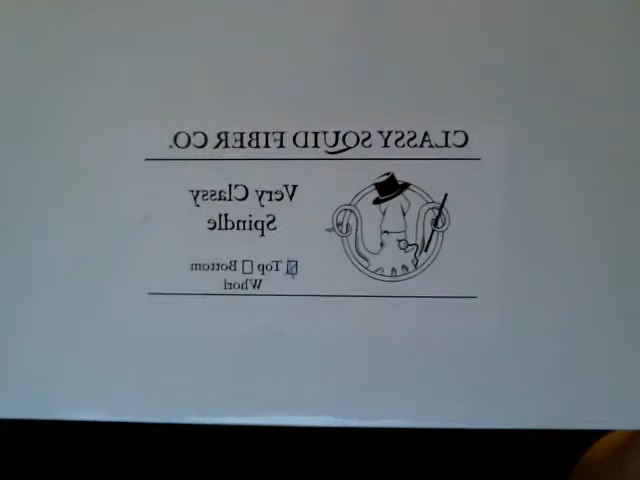 CLASSY SQUID FIBER CO.
Very Classy
Spindle
☑ Top ☐ Bottom
Whorl